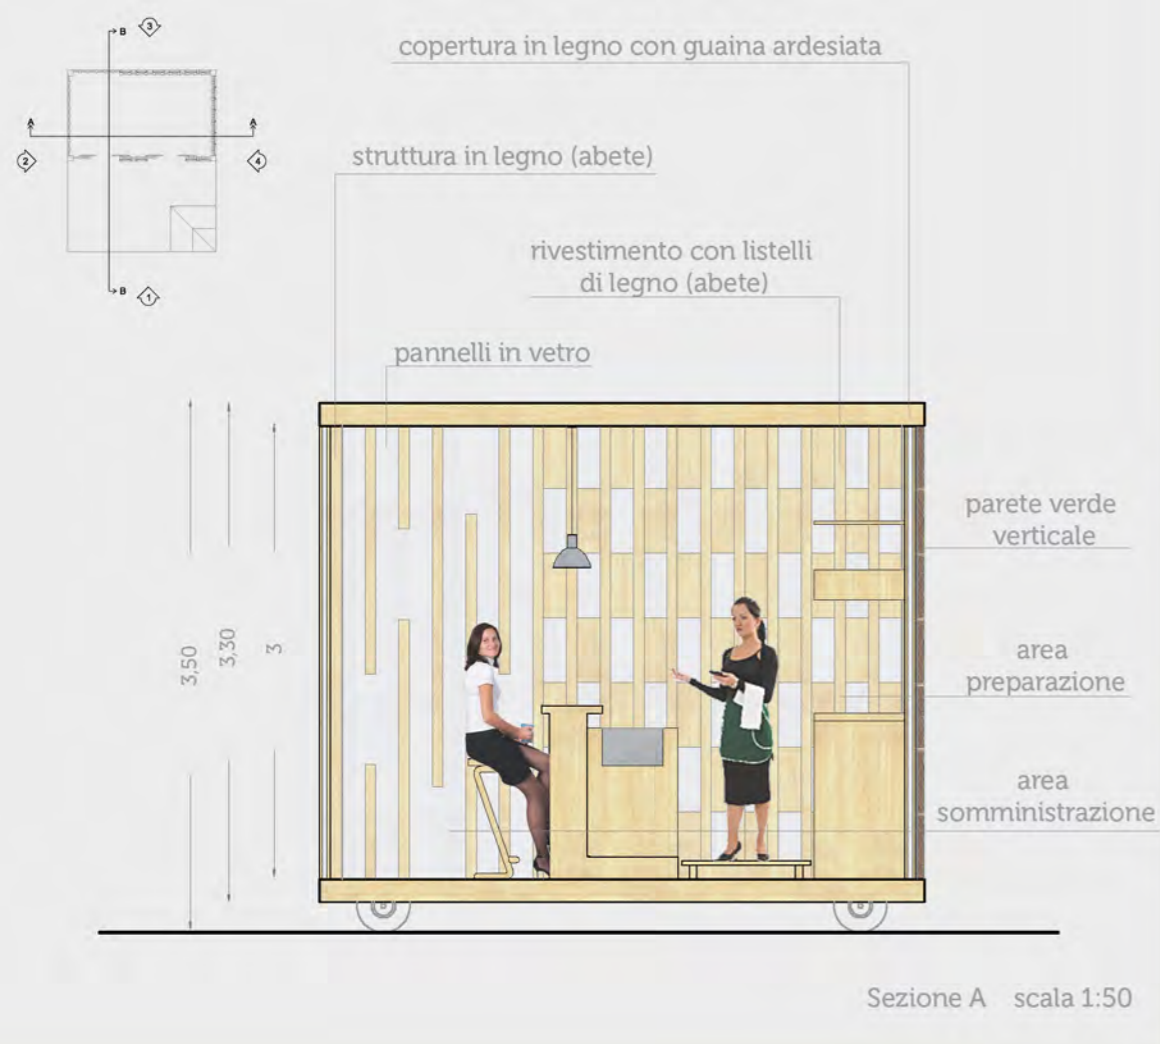 B 3
copertura in legno con guaina ardesiata
A A
2 4
struttura in legno (abete)
rivestimento con listelli
di legno (abete)
B 1
pannelli in vetro
parete verde
verticale
3,50
3,30
3
area
preparazione
area
somministrazione
Sezione A scala 1:50